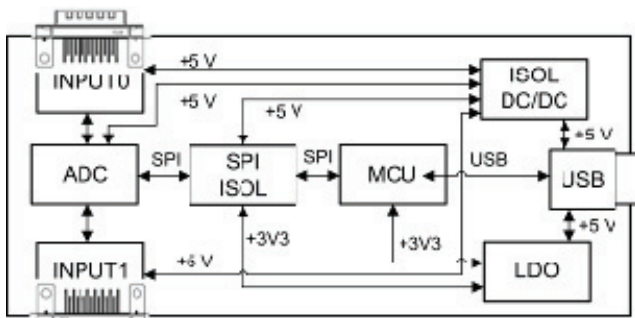 +5 V
INPUT0
ISOL
DC/DC
+5 V
+5 V
+5 V
SPI
SPI
USB
ADC
SPI
ISOL
MCU
USB
+3V3
+3V3
+5 V
INPUT1
+5 V
LDO